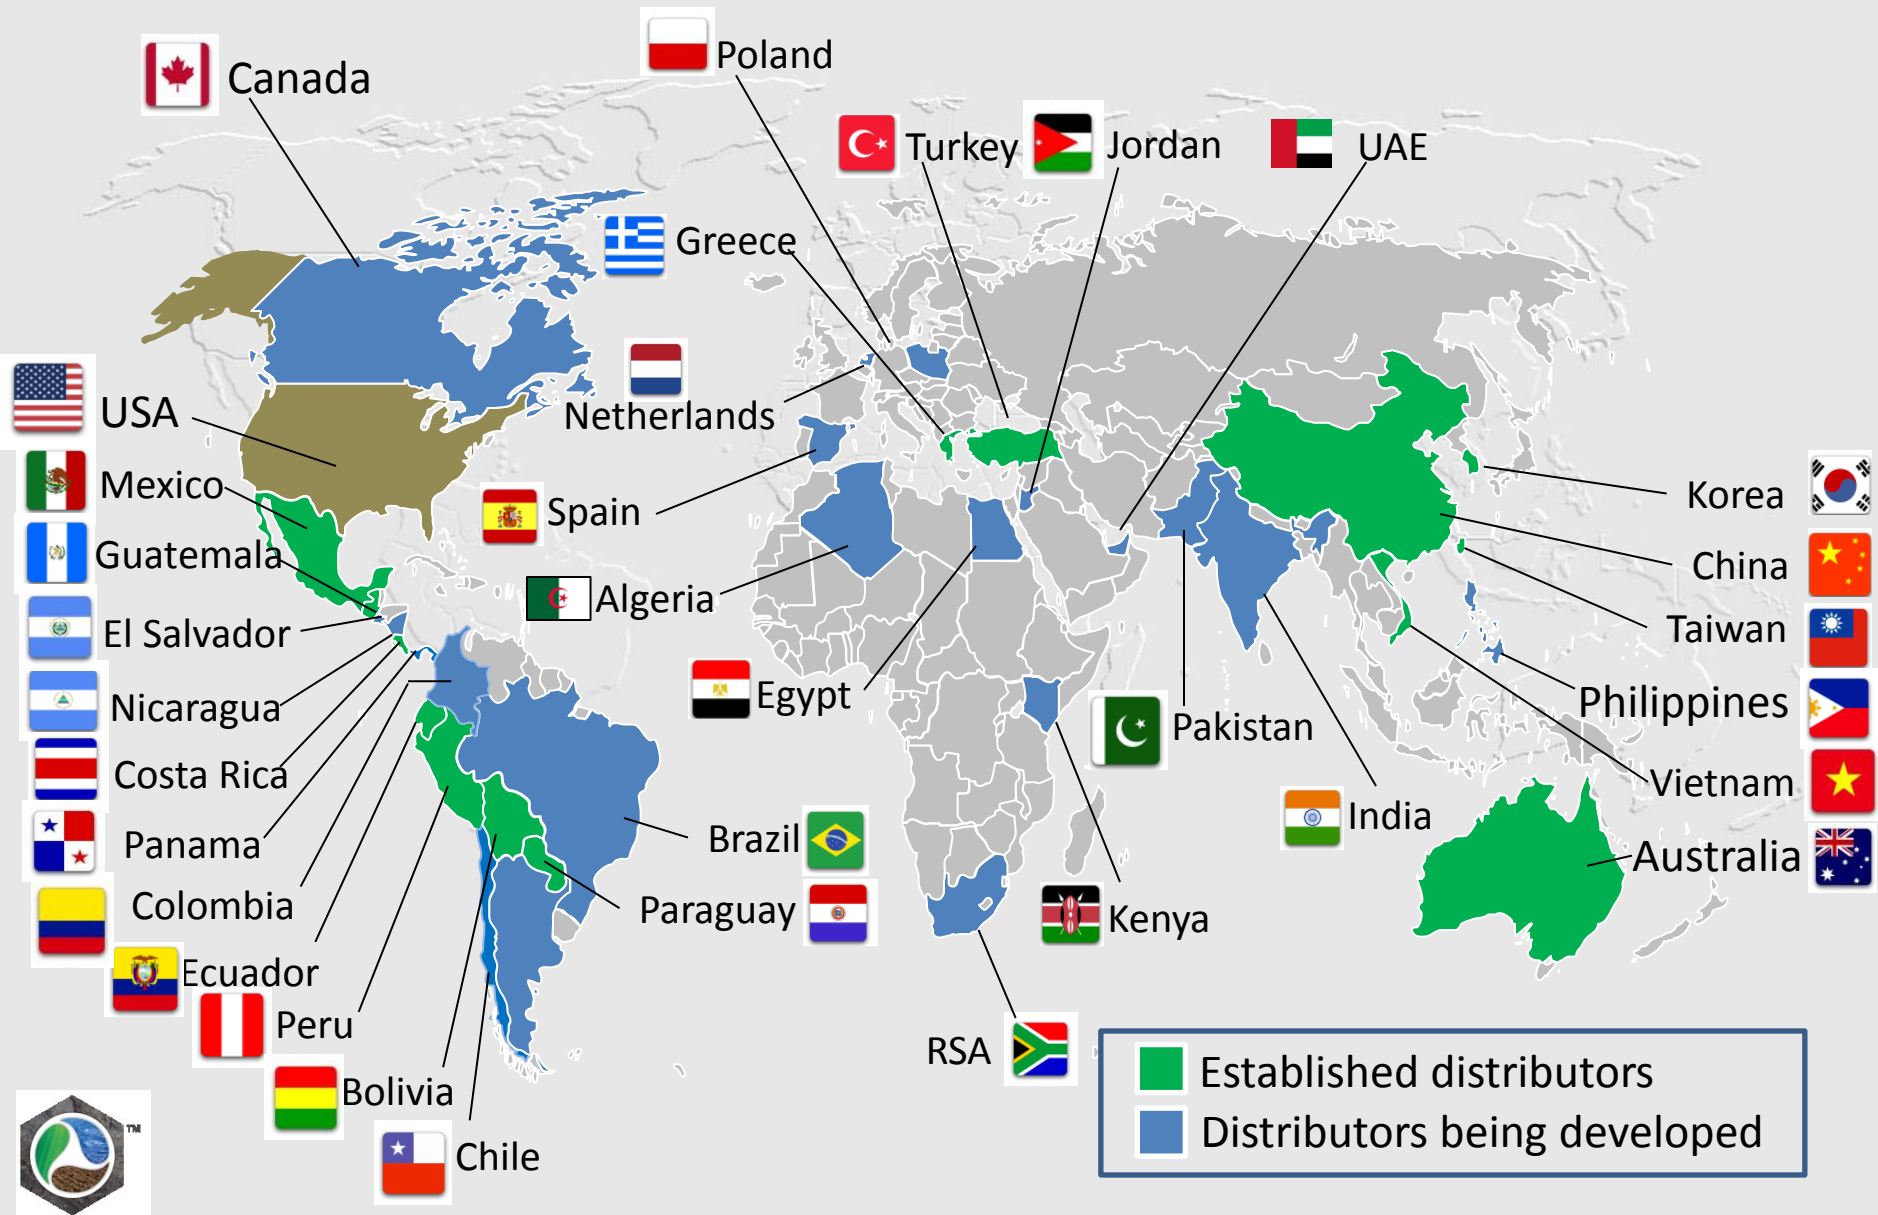 Canada
Poland
Turkey
Jordan
UAE
Greece
Netherlands
USA
Mexico
Spain
Guatemala
Algeria
El Salvador
Nicaragua
Egypt
Costa Rica
Panama
Colombia
Ecuador
Peru
Bolivia
Chile
Brazil
Paraguay
Pakistan
Kenya
RSA
India
Korea
China
Taiwan
Philippines
Vietnam
Australia
Established distributors
Distributors being developed
TM